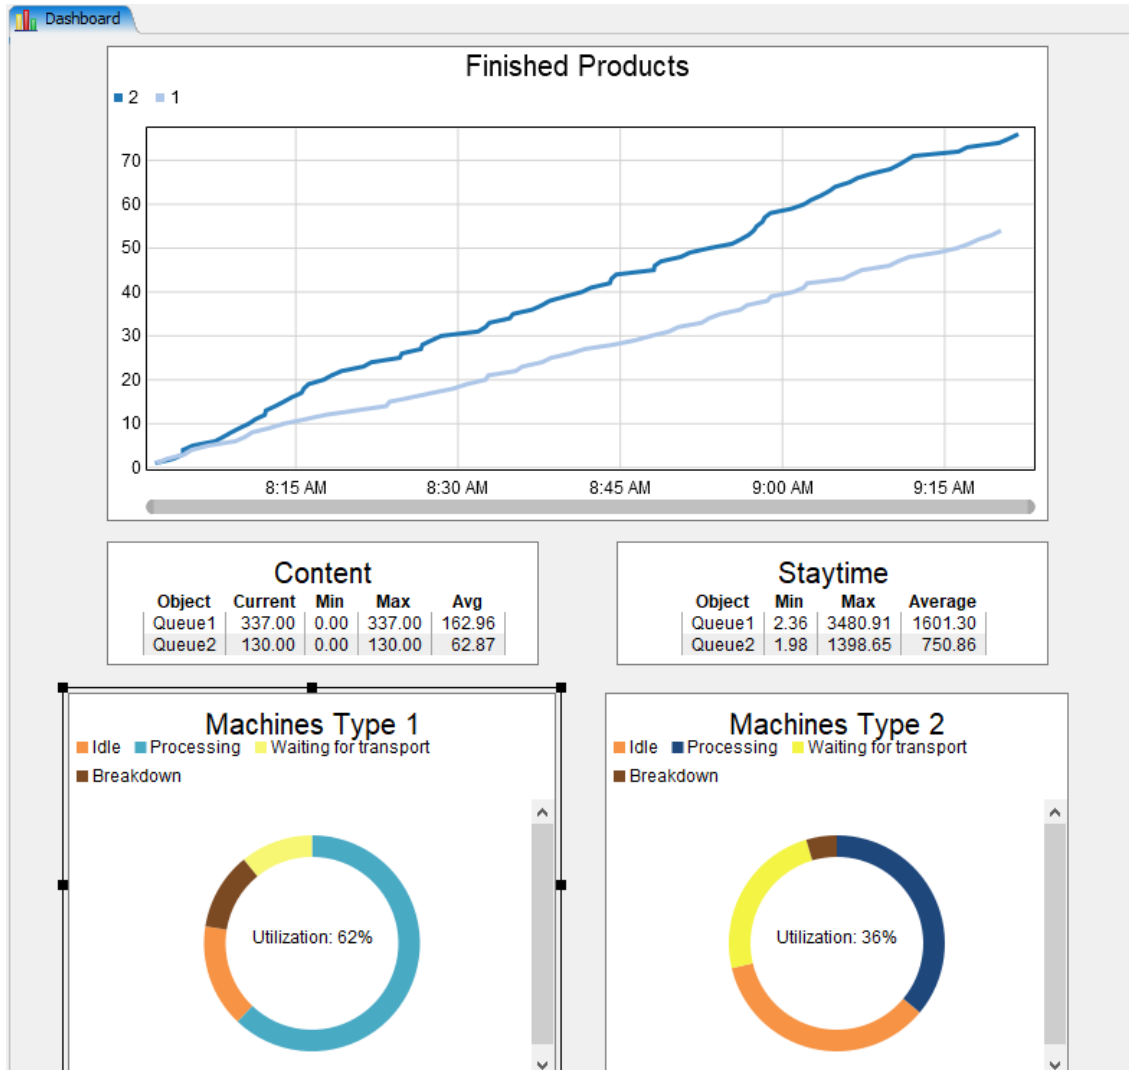 Dashboard
Finished Products
2 1
70
60
50
40
30
20
10
0
8:15 AM 8:30 AM 8:45 AM 9:00 AM 9:15 AM
Content
Object Current Min Max Avg
Queue1 337.00 0.00 337.00 162.96
Queue2 130.00 0.00 130.00 62.87
Staytime
Object Min Max Average
Queue1 2.36 3480.91 1601.30
Queue2 1.98 1398.65 750.86
Machines Type 1
Idle Processing Waiting for transport
Breakdown
Utilization: 62%
Machines Type 2
Idle Processing Waiting for transport
Breakdown
Utilization: 36%